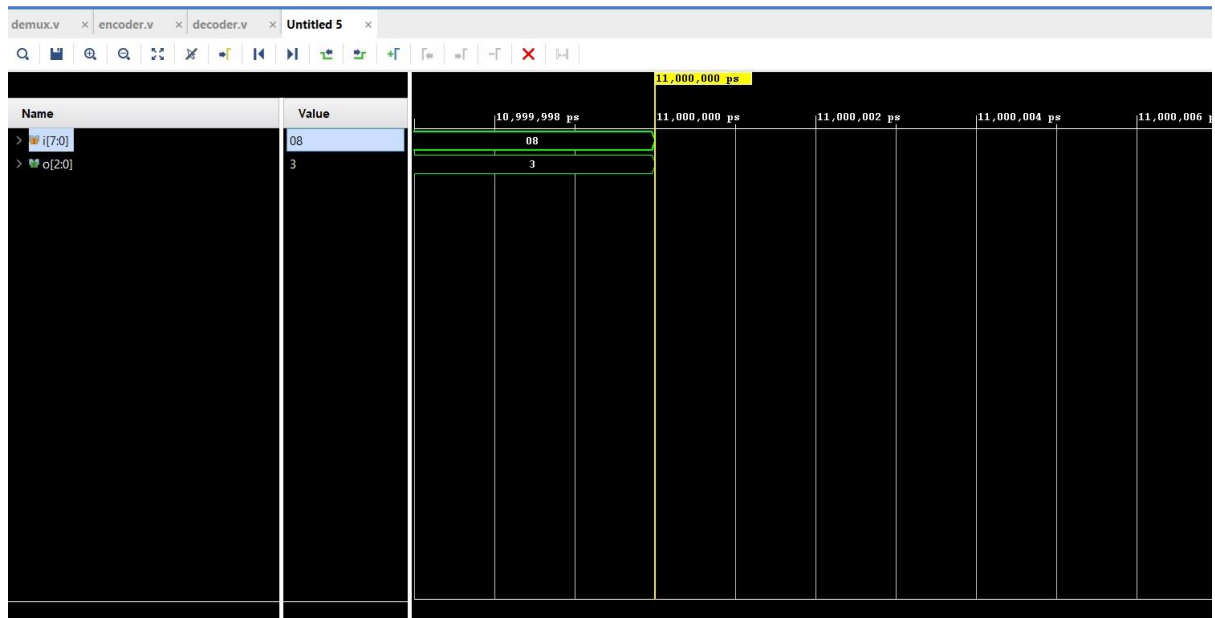 demux.v × encoder.v × decoder.v × Untitled 5 ×
11,000,000 ps
Name Value 10,999,998 ps 11,000,000 ps 11,000,002 ps 11,000,004 ps 11,000,006 p
> i[7:0] 08 08
> o[2:0] 3 3